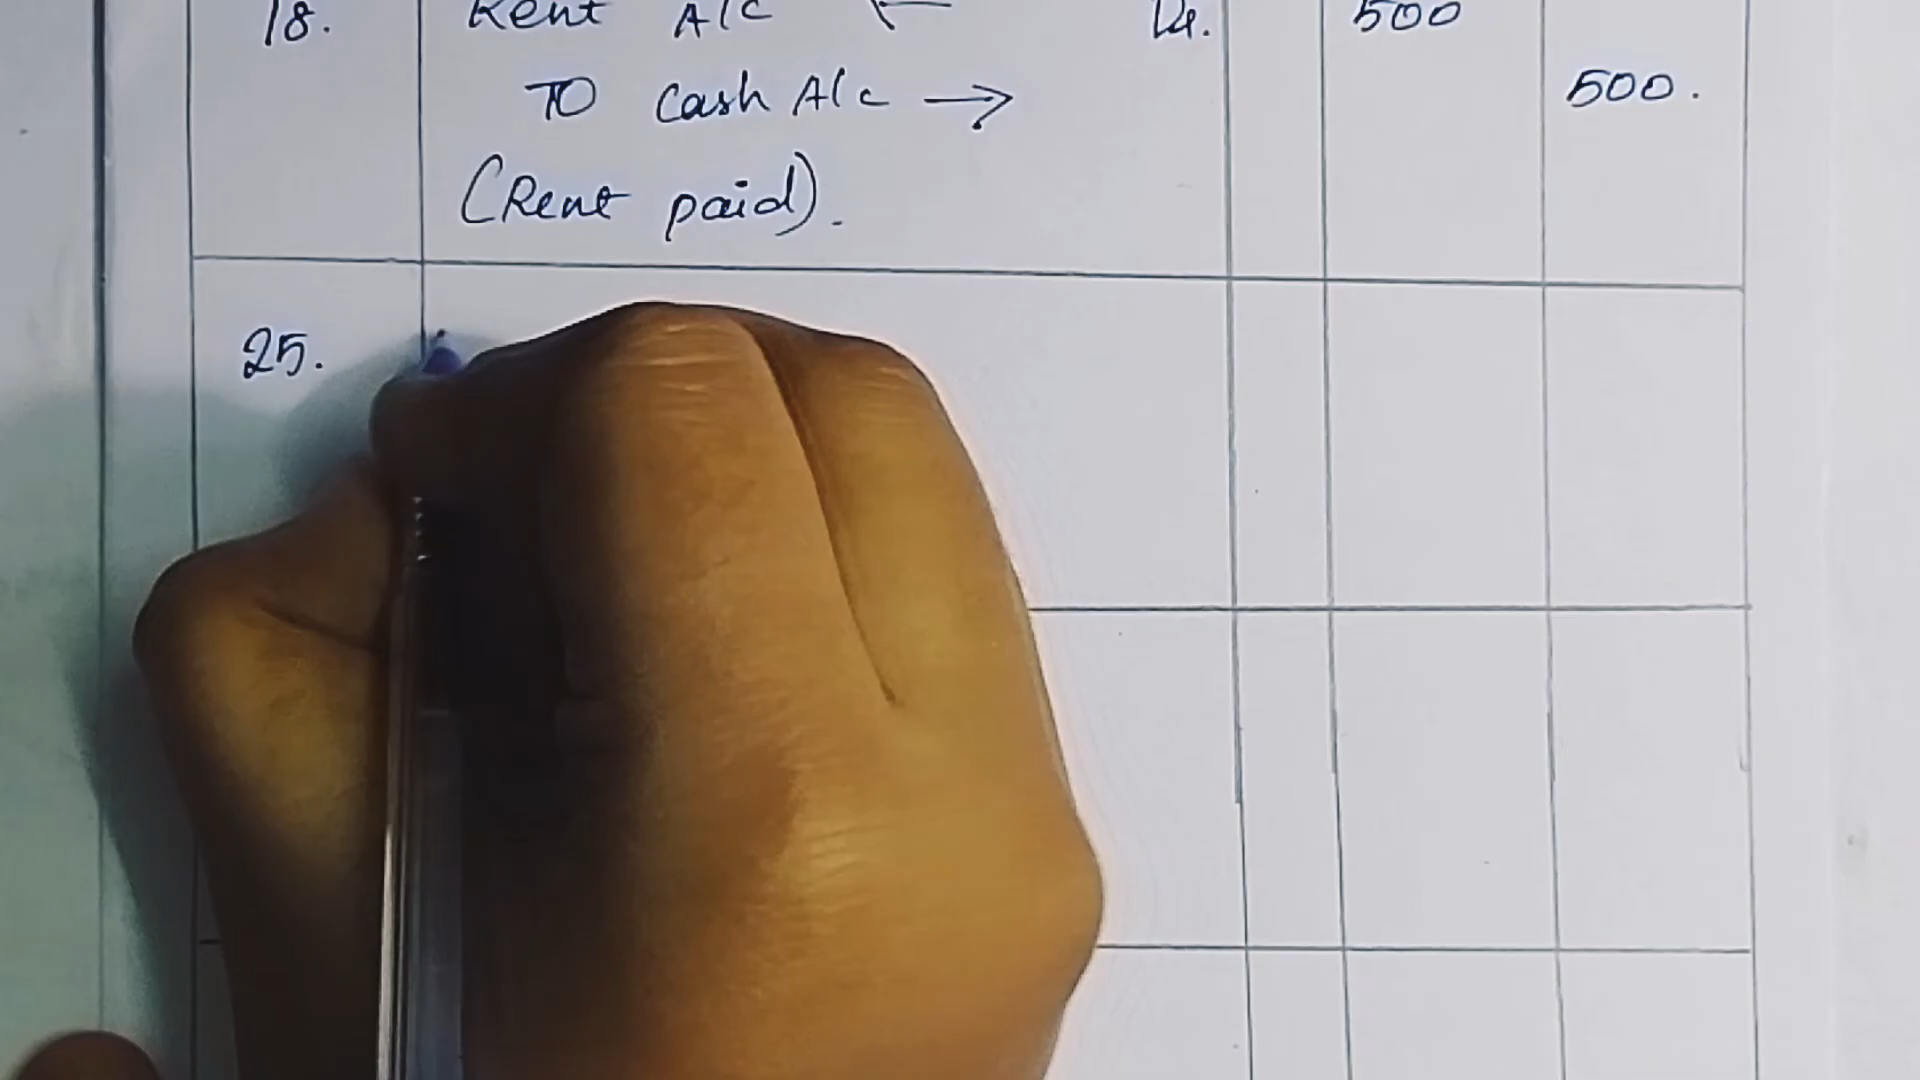 18. Rent A/c ← Dr. 500
TO Cash A/c → 500.
(Rent paid).
25.